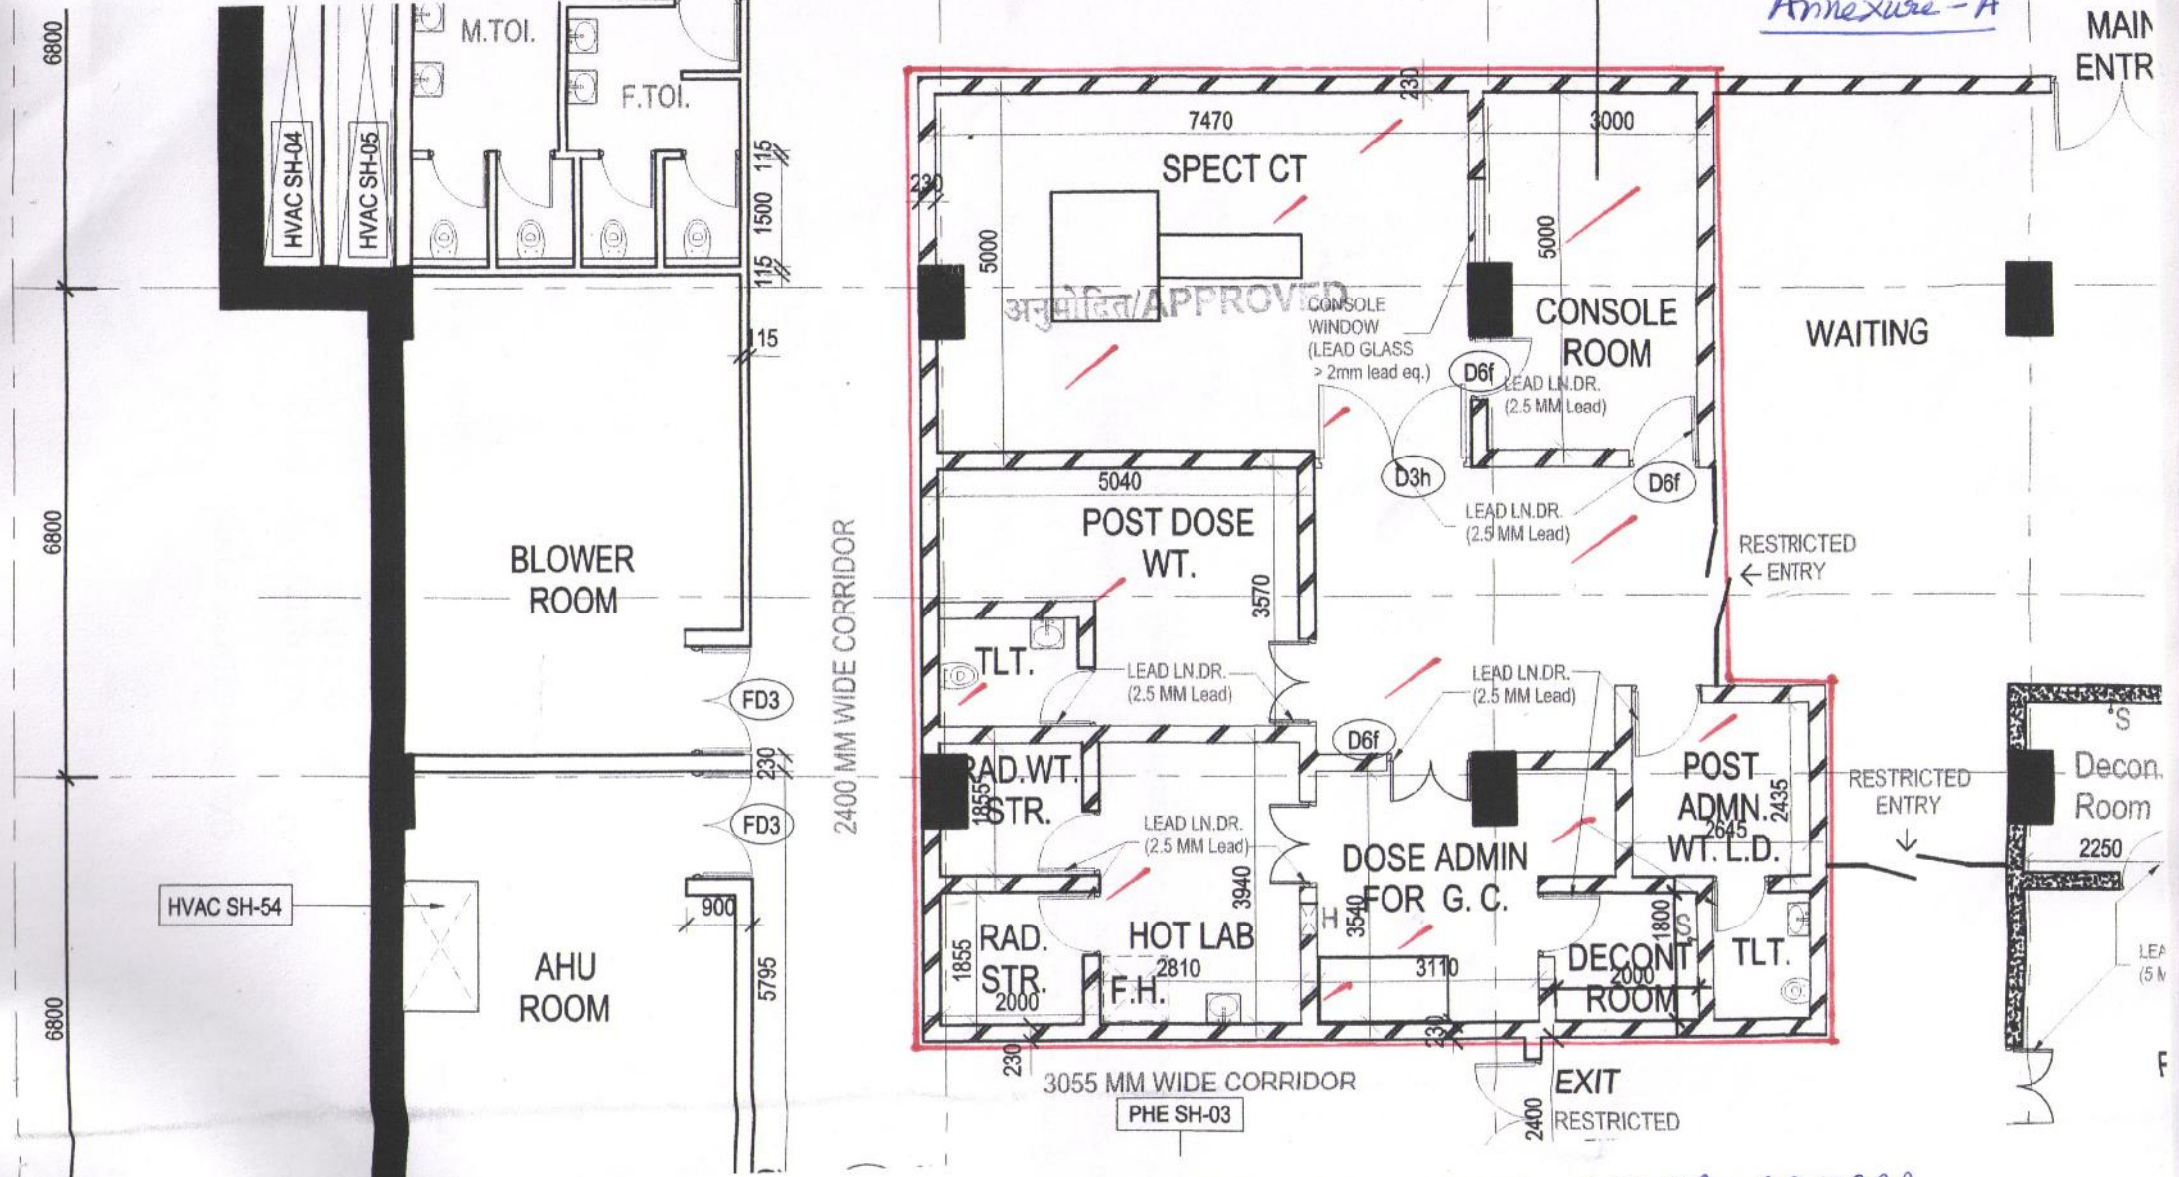 Annexure - A
MAIN
ENTR
6800
M.TOI.
F.TOI.
HVAC SH-04
HVAC SH-05
115
1500
115
115
230
7470
3000
SPECT CT
230
5000
5000
अनुमोदित/APPROVED
CONSOLE
WINDOW
(LEAD GLASS
> 2mm lead eq.)
CONSOLE
ROOM
WAITING
D6f
LEAD LN.DR.
(2.5 MM Lead)
D3h
D6f
LEAD LN.DR.
(2.5 MM Lead)
RESTRICTED
← ENTRY
6800
BLOWER
ROOM
2400 MM WIDE CORRIDOR
5040
POST DOSE
WT.
3570
TLT.
LEAD LN.DR.
(2.5 MM Lead)
LEAD LN.DR.
(2.5 MM Lead)
FD3
230
FD3
D6f
RAD.WT.
STR.
1855
LEAD LN.DR.
(2.5 MM Lead)
POST
ADMN.
WT. L.D.
2435
2645
RESTRICTED
ENTRY
↓
S
Decon.
Room
2250
HVAC SH-54
900
5795
AHU
ROOM
6800
RAD.
STR.
1855
2000
HOT LAB
3940
2810
F.H.
H
DOSE ADMIN
FOR G. C.
3540
3110
DECONT
ROOM
1800
2000
S
TLT.
LEA
(5 M
230
230
3055 MM WIDE CORRIDOR
PHE SH-03
EXIT
RESTRICTED
2400